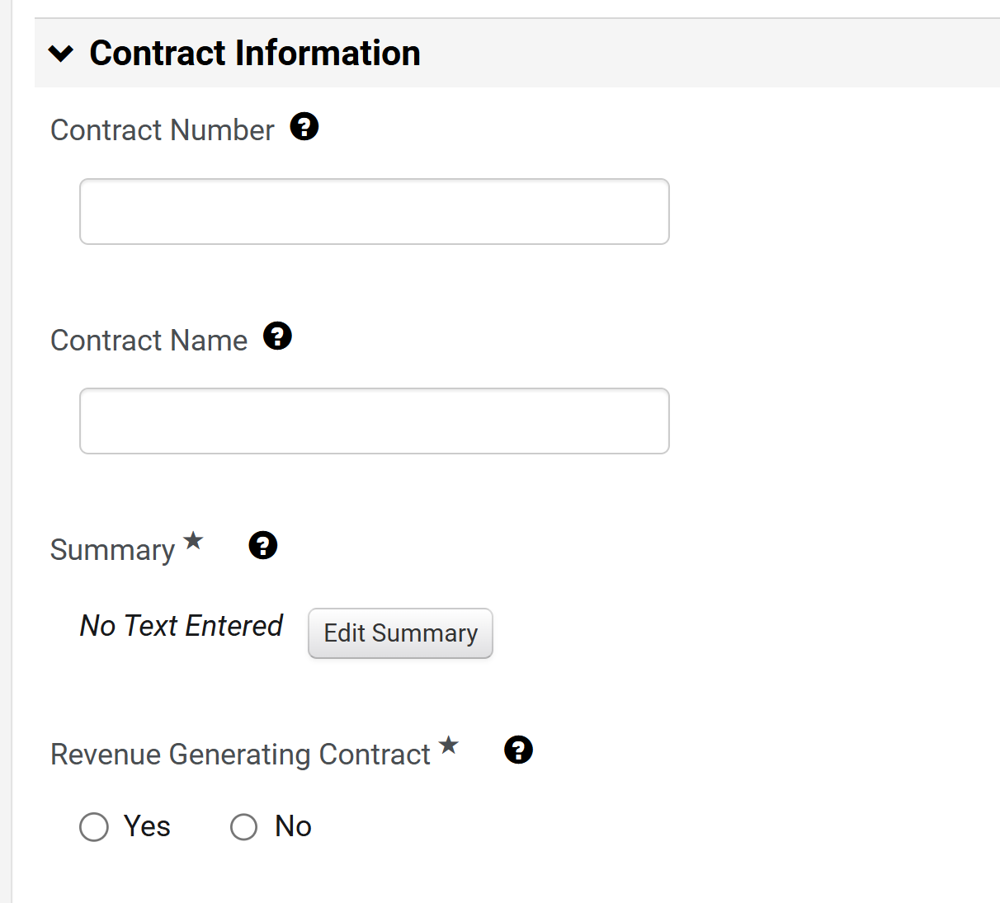 Contract Information
Contract Number ?
Contract Name ?
Summary ★ ?
No Text Entered Edit Summary
Revenue Generating Contract ★ ?
Yes No